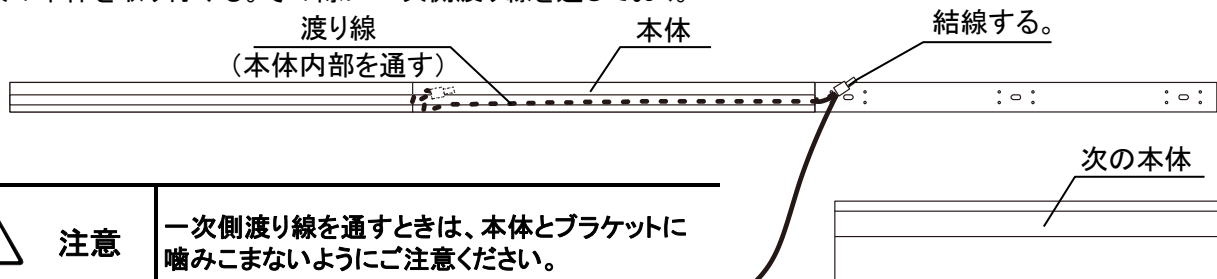 渡り線
(本体内部を通す)
本体
結線する。
次の本体
注意
一次側渡り線を通すときは、本体とブラケットに
噛みこまないようにご注意ください。